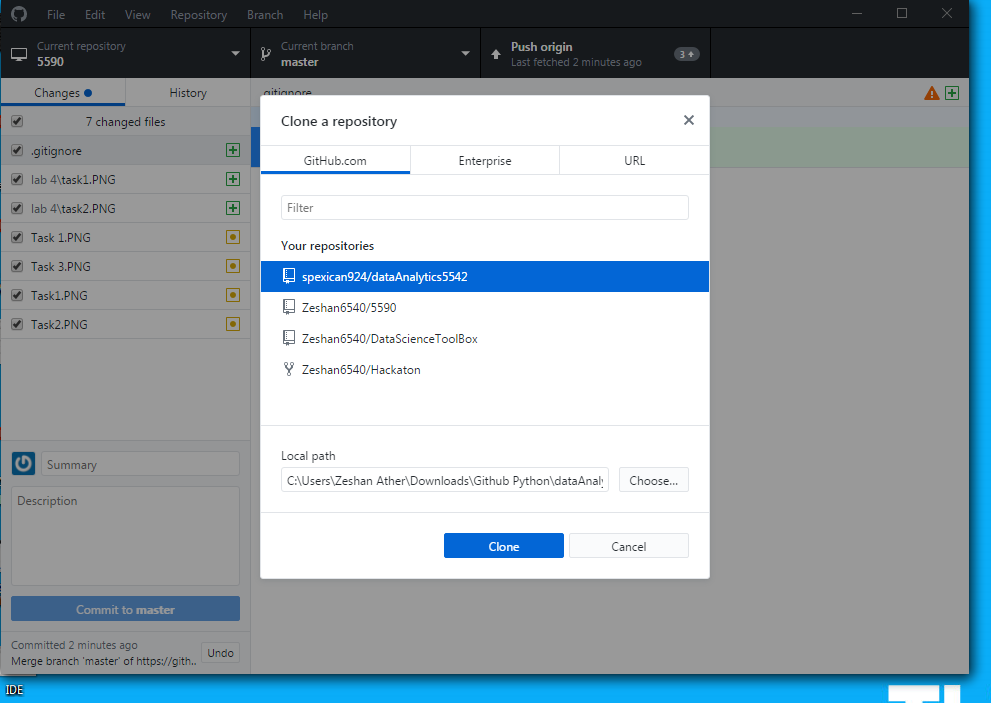 File Edit View Repository Branch Help
Current repository
5590
Current branch
master
Push origin
Last fetched 2 minutes ago
3
Changes
History
.gitignore
7 changed files
.gitignore
lab 4\task1.PNG
lab 4\task2.PNG
Task 1.PNG
Task 3.PNG
Task1.PNG
Task2.PNG
Clone a repository
GitHub.com
Enterprise
URL
Filter
Your repositories
spexican924/dataAnalytics5542
Zeshan6540/5590
Zeshan6540/DataScienceToolBox
Zeshan6540/Hackaton
Local path
C:\Users\Zeshan Ather\Downloads\Github Python\dataAnaly
Choose...
Clone
Cancel
Summary
Description
Commit to master
Committed 2 minutes ago
Merge branch 'master' of https://gith..
Undo
IDE